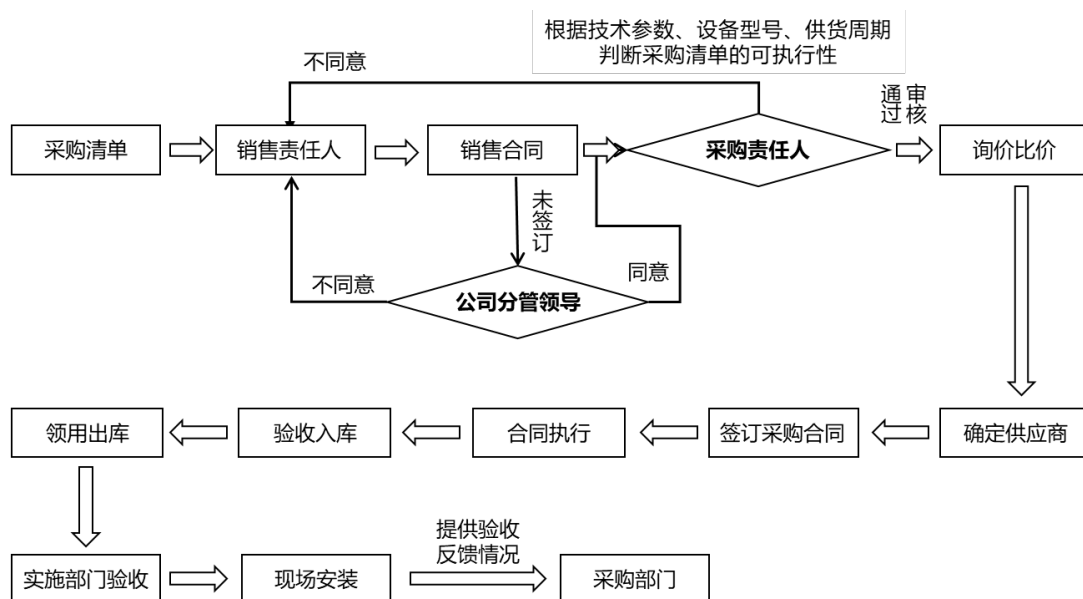 根据技术参数、设备型号、供货周期
判断采购清单的可执行性
不同意
通过
审核
采购清单
销售责任人
销售合同
采购责任人
询价比价
未签订
不同意
同意
公司分管领导
领用出库
验收入库
合同执行
签订采购合同
确定供应商
提供验收
反馈情况
实施部门验收
现场安装
采购部门